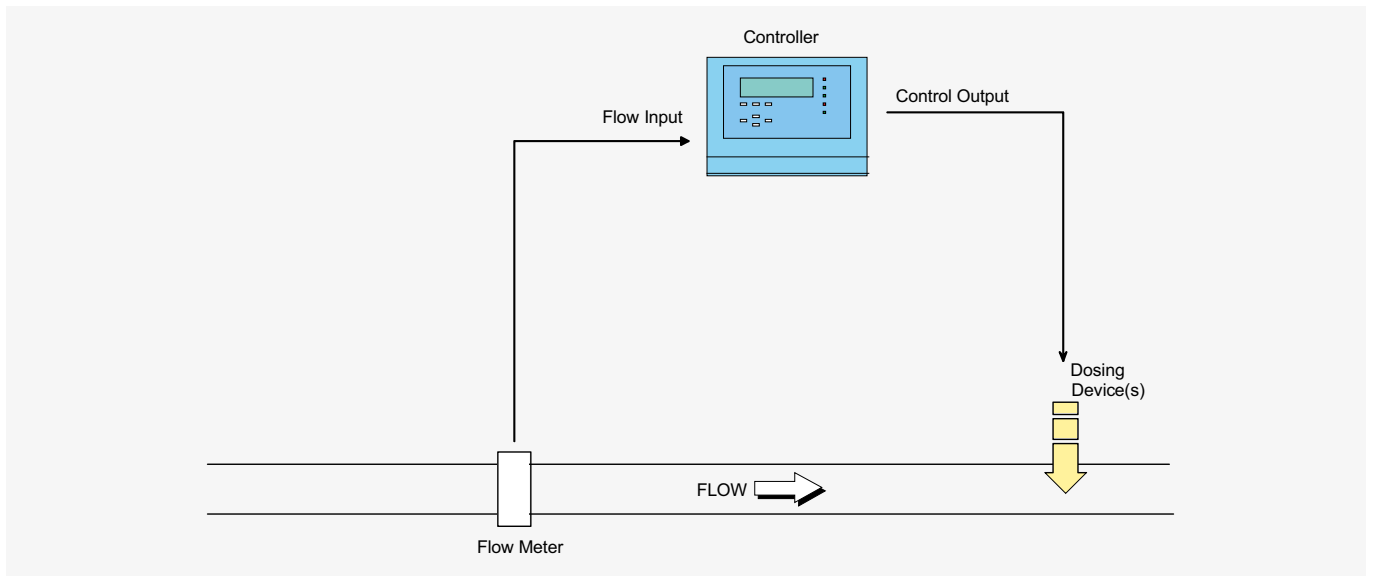 Controller
Control Output
Flow Input
Dosing
Device(s)
FLOW
Flow Meter